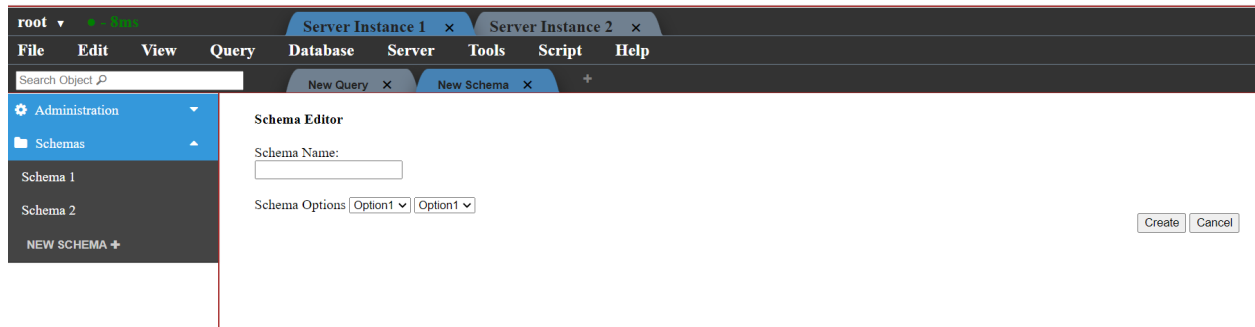 root ▼ ● - 8ms Server Instance 1 × Server Instance 2 ×
File Edit View Query Database Server Tools Script Help
Search Object New Query ✕ New Schema ✕ +
Administration
Schema Editor
Schemas
Schema Name:
Schema 1
Schema 2
Schema Options Option1 Option1
Create Cancel
NEW SCHEMA +